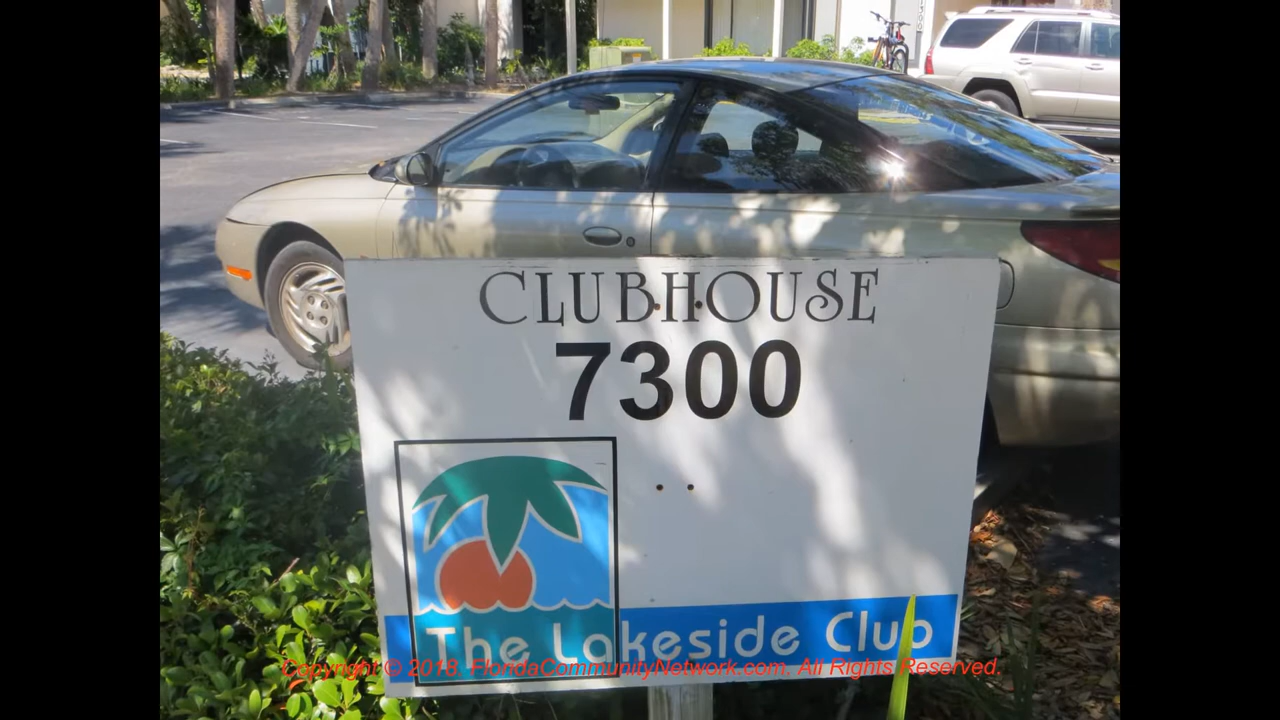 CLUBHOUSE
7300
The Lakeside Club
Copyright © 2018. FloridaCommunityNetwork.com. All Rights Reserved.